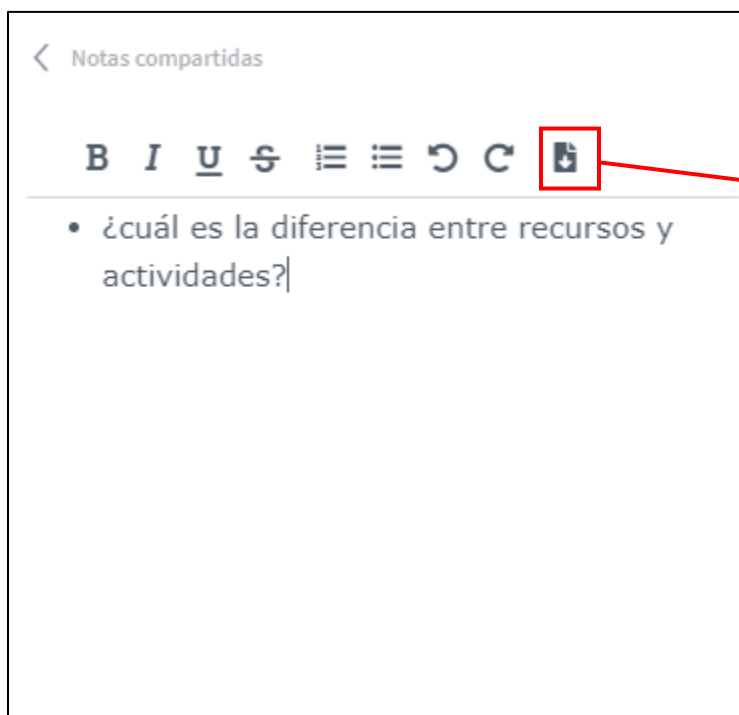 Notas compartidas
B I U S
• ¿cuál es la diferencia entre recursos y
actividades?